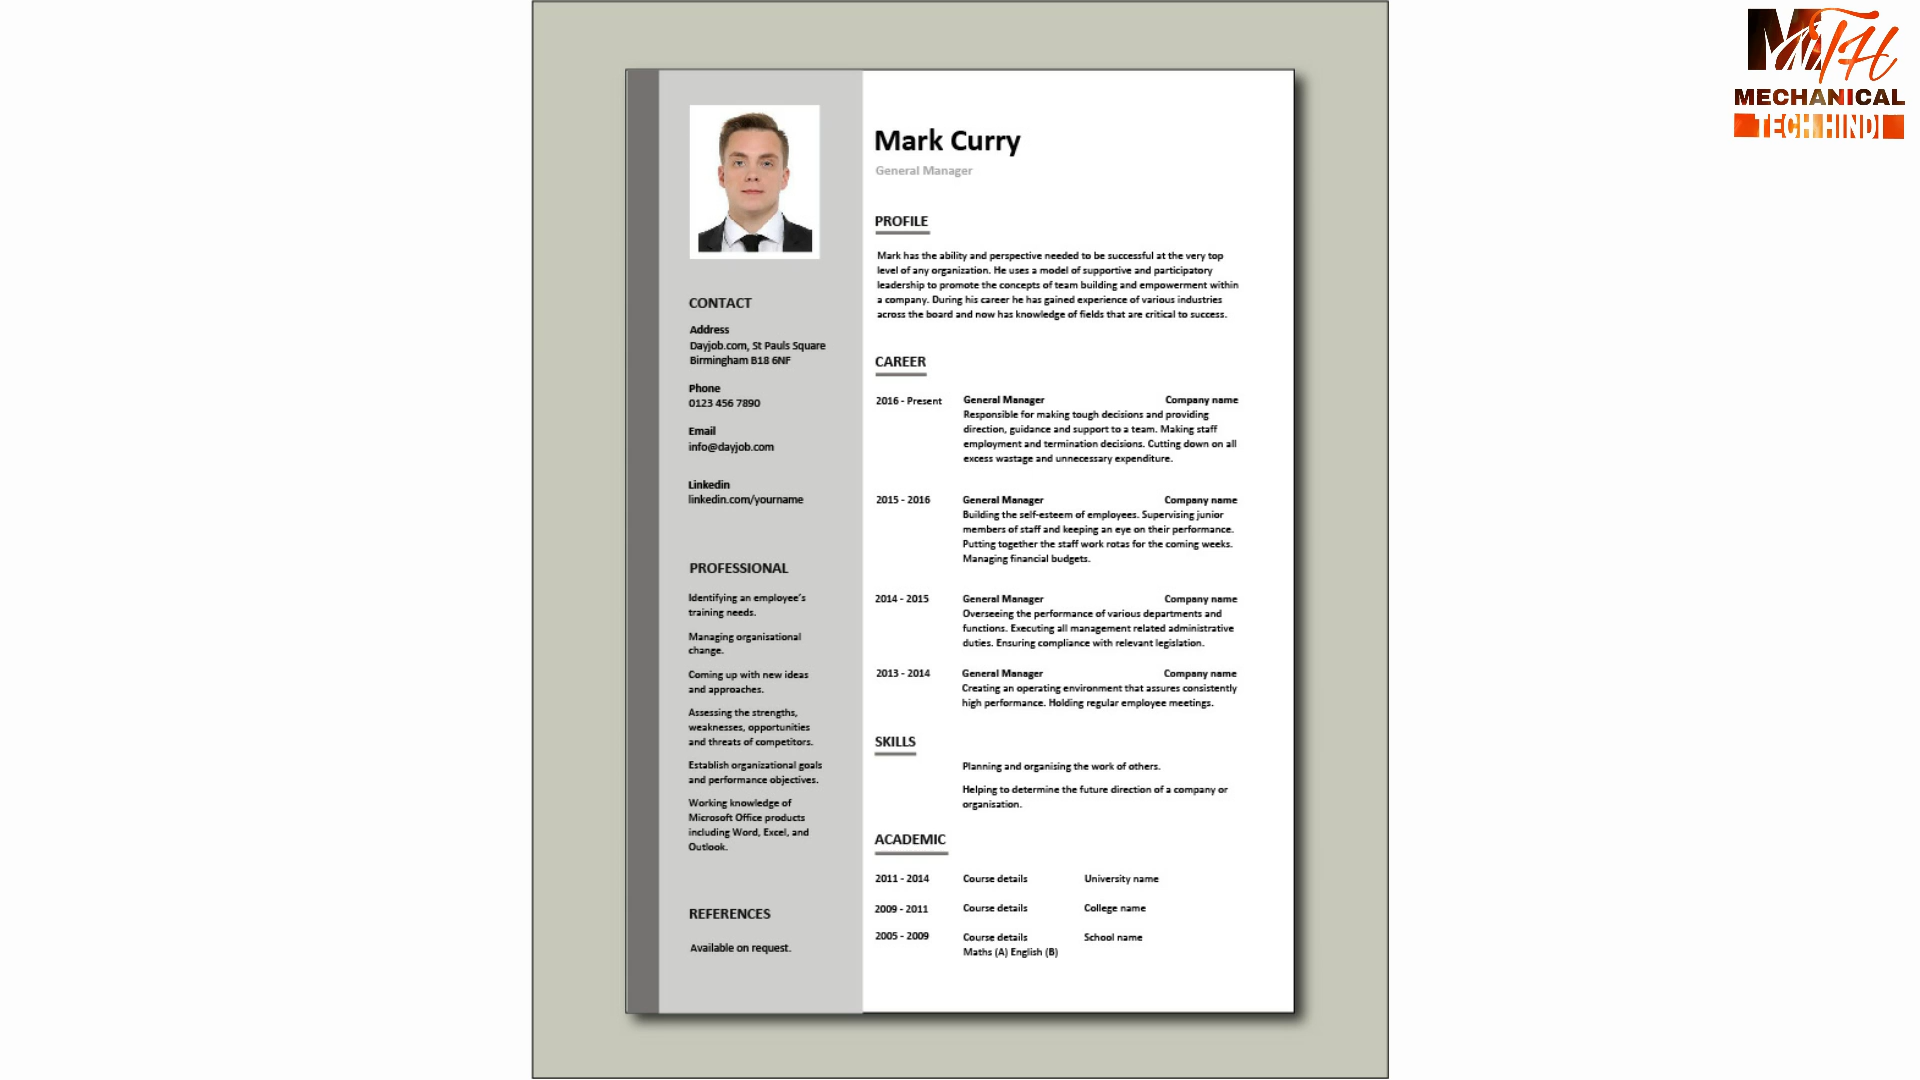 MTH
MECHANICAL
TECH HINDI
CONTACT
Address
Dayjob.com, St Pauls Square
Birmingham B18 6NF
Phone
0123 456 7890
Email
info@dayjob.com
Linkedin
linkedin.com/yourname
PROFESSIONAL
Identifying an employee's
training needs.
Managing organisational
change.
Coming up with new ideas
and approaches.
Assessing the strengths,
weaknesses, opportunities
and threats of competitors.
Establish organizational goals
and performance objectives.
Working knowledge of
Microsoft Office products
including Word, Excel, and
Outlook.
REFERENCES
Available on request.
Mark Curry
General Manager
PROFILE
Mark has the ability and perspective needed to be successful at the very top
level of any organization. He uses a model of supportive and participatory
leadership to promote the concepts of team building and empowerment within
a company. During his career he has gained experience of various industries
across the board and now has knowledge of fields that are critical to success.
CAREER
2016 - Present General Manager Company name
Responsible for making tough decisions and providing
direction, guidance and support to a team. Making staff
employment and termination decisions. Cutting down on all
excess wastage and unnecessary expenditure.
2015 - 2016 General Manager Company name
Building the self-esteem of employees. Supervising junior
members of staff and keeping an eye on their performance.
Putting together the staff work rotas for the coming weeks.
Managing financial budgets.
2014 - 2015 General Manager Company name
Overseeing the performance of various departments and
functions. Executing all management related administrative
duties. Ensuring compliance with relevant legislation.
2013 - 2014 General Manager Company name
Creating an operating environment that assures consistently
high performance. Holding regular employee meetings.
SKILLS
Planning and organising the work of others.
Helping to determine the future direction of a company or
organisation.
ACADEMIC
2011 - 2014 Course details University name
2009 - 2011 Course details College name
2005 - 2009 Course details School name
Maths (A) English (B)